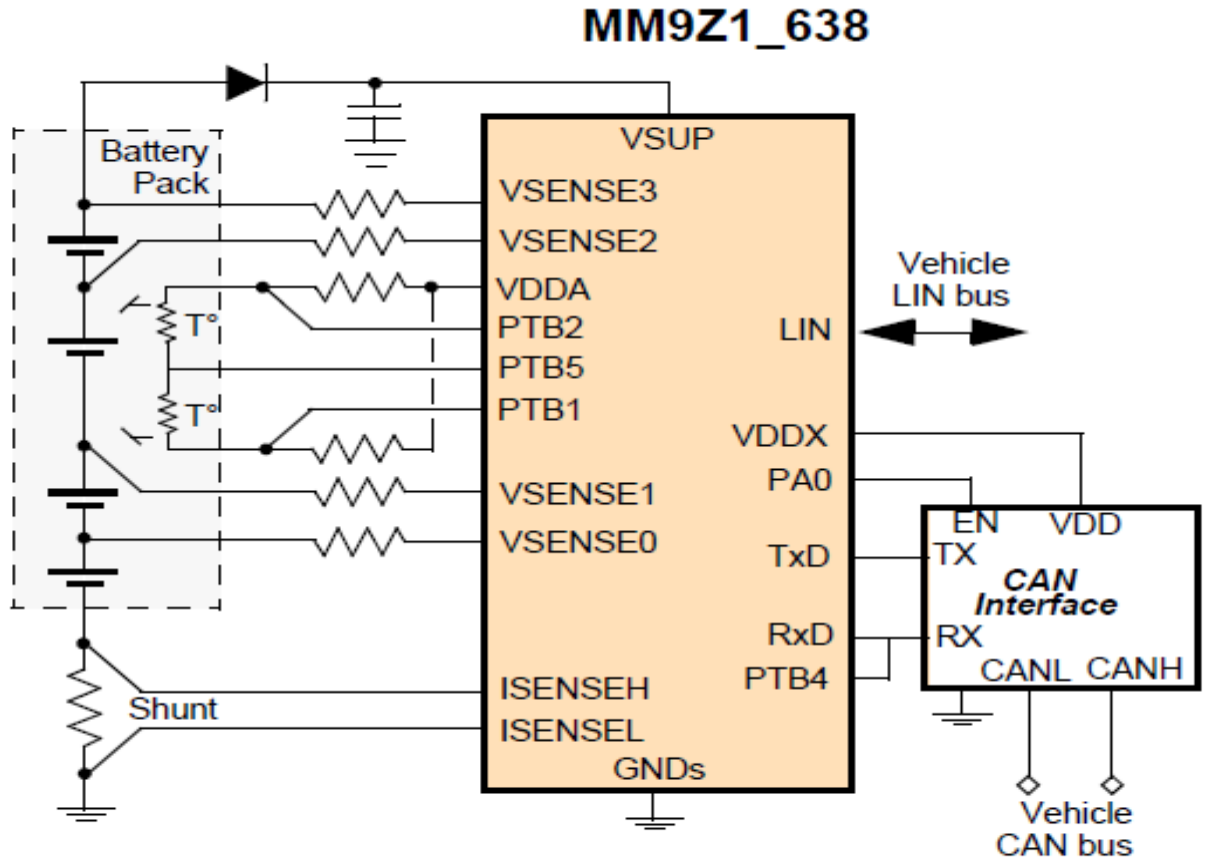 MM9Z1_638
Battery
Pack
VSUP
VSENSE3
VSENSE2
VDDA
PTB2
PTB5
PTB1
VSENSE1
VSENSE0
ISENSEH
ISENSEL
GNDs
T°
T°
Shunt
LIN
VDDX
PA0
TxD
RxD
PTB4
Vehicle
LIN bus
EN
VDD
TX
CAN
Interface
RX
CANL
CANH
Vehicle
CAN bus